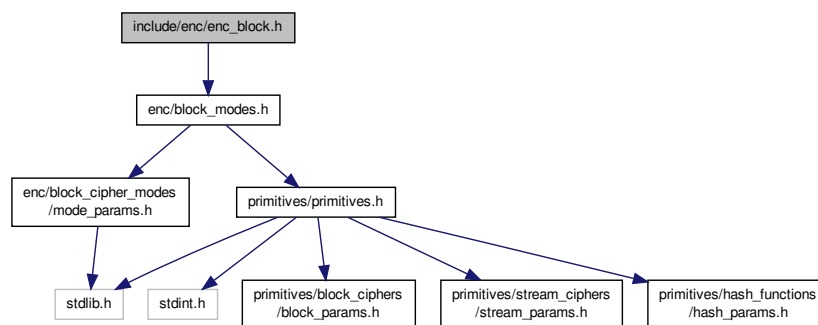 include/enc/enc_block.h
enc/block_modes.h
enc/block_cipher_modes
/mode_params.h
primitives/primitives.h
stdlib.h
stdint.h
primitives/block_ciphers
/block_params.h
primitives/stream_ciphers
/stream_params.h
primitives/hash_functions
/hash_params.h